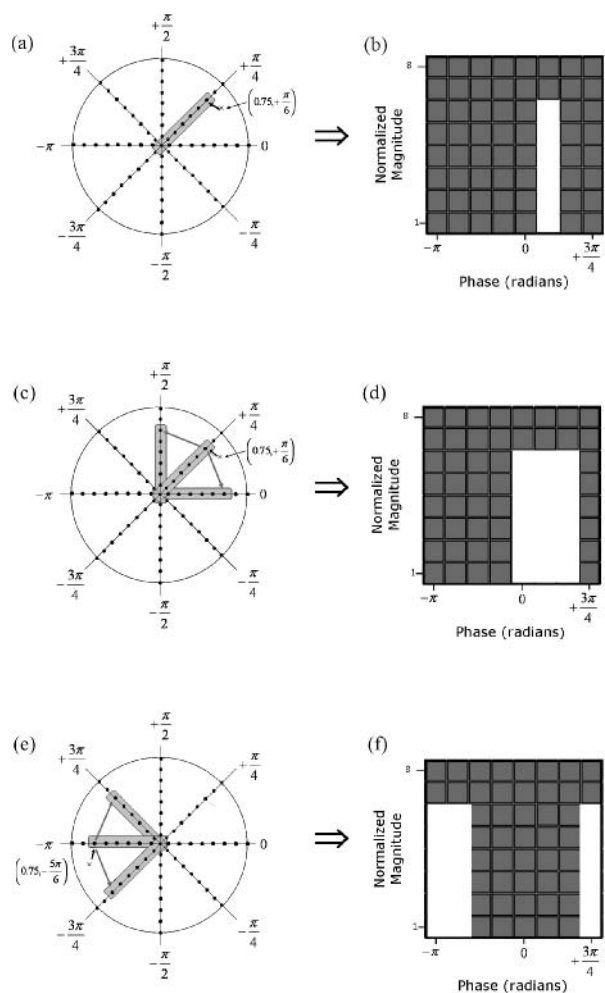 (a)
+π/2
+3π/4
+π/4
(0.75,+π/6)
−π
0
−3π/4
−π/4
−π/2
⇒
(b)
8
Normalized
Magnitude
1
−π
0
+3π/4
Phase (radians)
(c)
+π/2
+3π/4
+π/4
(0.75,+π/6)
−π
0
−3π/4
−π/4
−π/2
⇒
(d)
8
Normalized
Magnitude
1
−π
0
+3π/4
Phase (radians)
(e)
+π/2
+3π/4
+π/4
−π
0
(0.75,−5π/6)
−3π/4
−π/4
−π/2
⇒
(f)
8
Normalized
Magnitude
1
−π
0
+3π/4
Phase (radians)